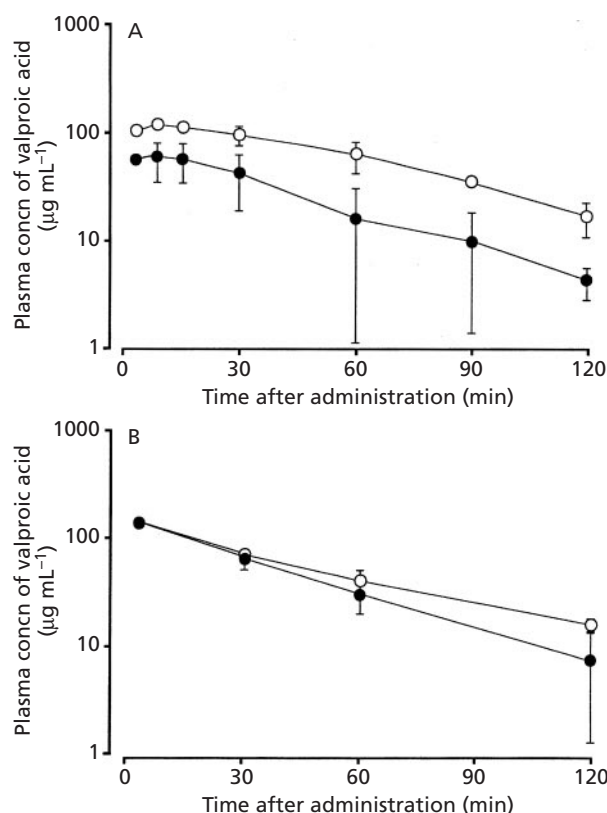 A
1000
100
10
1
Plasma concn of valproic acid
(μg mL⁻¹)
0 30 60 90 120
Time after administration (min)
B
1000
100
10
1
Plasma concn of valproic acid
(μg mL⁻¹)
0 30 60 90 120
Time after administration (min)